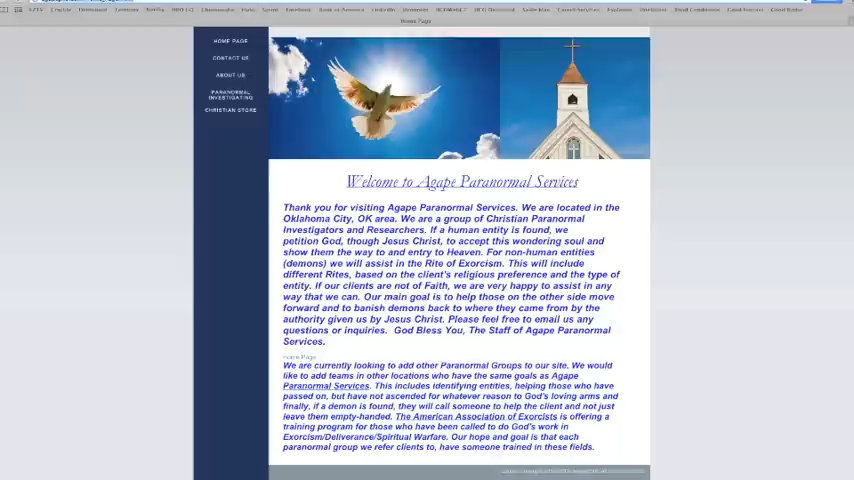 Home Page
HOME PAGE
CONTACT US
ABOUT US
PARANORMAL
INVESTIGATING
CHRISTIAN STORE
Welcome to Agape Paranormal Services
Thank you for visiting Agape Paranormal Services. We are located in the
Oklahoma City, OK area. We are a group of Christian Paranormal
Investigators and Researchers. If a human entity is found, we
petition God, though Jesus Christ, to accept this wondering soul and
show them the way to and entry to Heaven. For non-human entities
(demons) we will assist in the Rite of Exorcism. This will include
different Rites, based on the client's religious preference and the type of
entity. If our clients are not of Faith, we are very happy to assist in any
way that we can. Our main goal is to help those on the other side move
forward and to banish demons back to where they came from by the
authority given us by Jesus Christ. Please feel free to email us any
questions or inquiries. God Bless You, The Staff of Agape Paranormal
Services.
Home Page
We are currently looking to add other Paranormal Groups to our site. We would
like to add teams in other locations who have the same goals as Agape
Paranormal Services. This includes identifying entities, helping those who have
passed on, but have not ascended for whatever reason to God's loving arms and
finally, if a demon is found, they will call someone to help the client and not just
leave them empty-handed. The American Association of Exorcists is offering a
training program for those who have been called to do God's work in
Exorcism/Deliverance/Spiritual Warfare. Our hope and goal is that each
paranormal group we refer clients to, have someone trained in these fields.